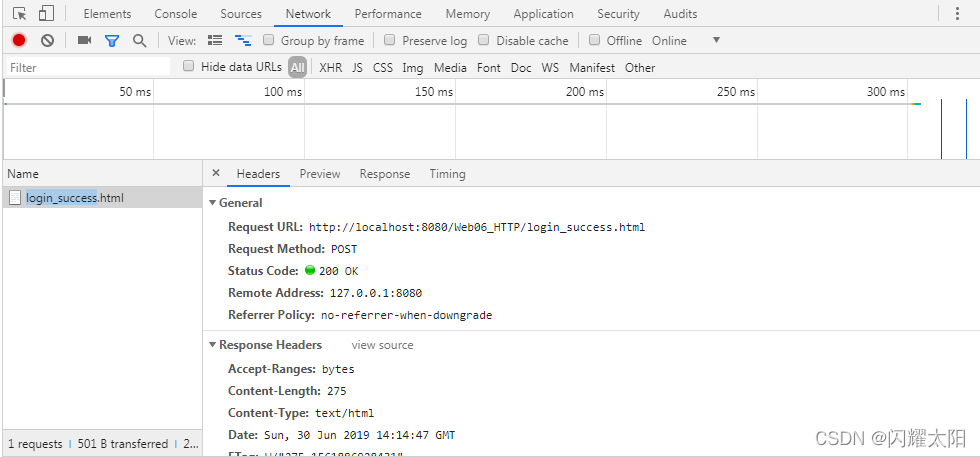 Elements Console Sources Network Performance Memory Application Security Audits
View: Group by frame Preserve log Disable cache Offline Online
Filter Hide data URLs All XHR JS CSS Img Media Font Doc WS Manifest Other
50 ms 100 ms 150 ms 200 ms 250 ms 300 ms
Name × Headers Preview Response Timing
login_success.html
General
Request URL: http://localhost:8080/Web06_HTTP/login_success.html
Request Method: POST
Status Code: 200 OK
Remote Address: 127.0.0.1:8080
Referrer Policy: no-referrer-when-downgrade
Response Headers view source
Accept-Ranges: bytes
Content-Length: 275
Content-Type: text/html
Date: Sun, 30 Jun 2019 14:14:47 GMT
1 requests | 501 B transferred | 2...
CSDN @闪耀太阳